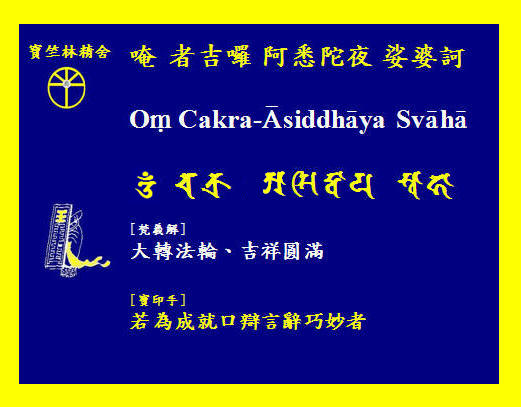 寶竺林精舍
唵 者吉囉 阿悉陀夜 娑婆訶
Oṃ Cakra-Āsiddhāya Svāhā
[梵義解]
大轉法輪、吉祥圓滿
[寶印手]
若為成就口辯言辭巧妙者